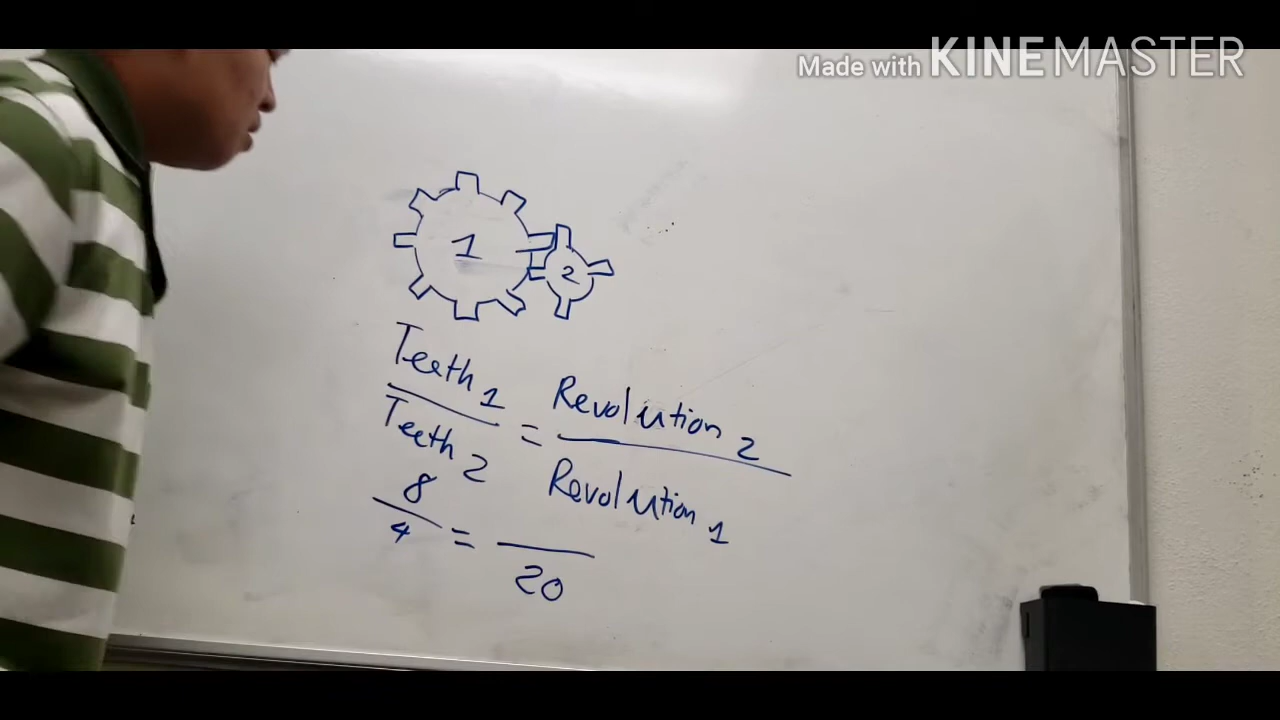 Made with KINEMASTER
1
2
Teeth 1 = Revolution 2
Teeth 2 Revolution 1
8
4 =
20